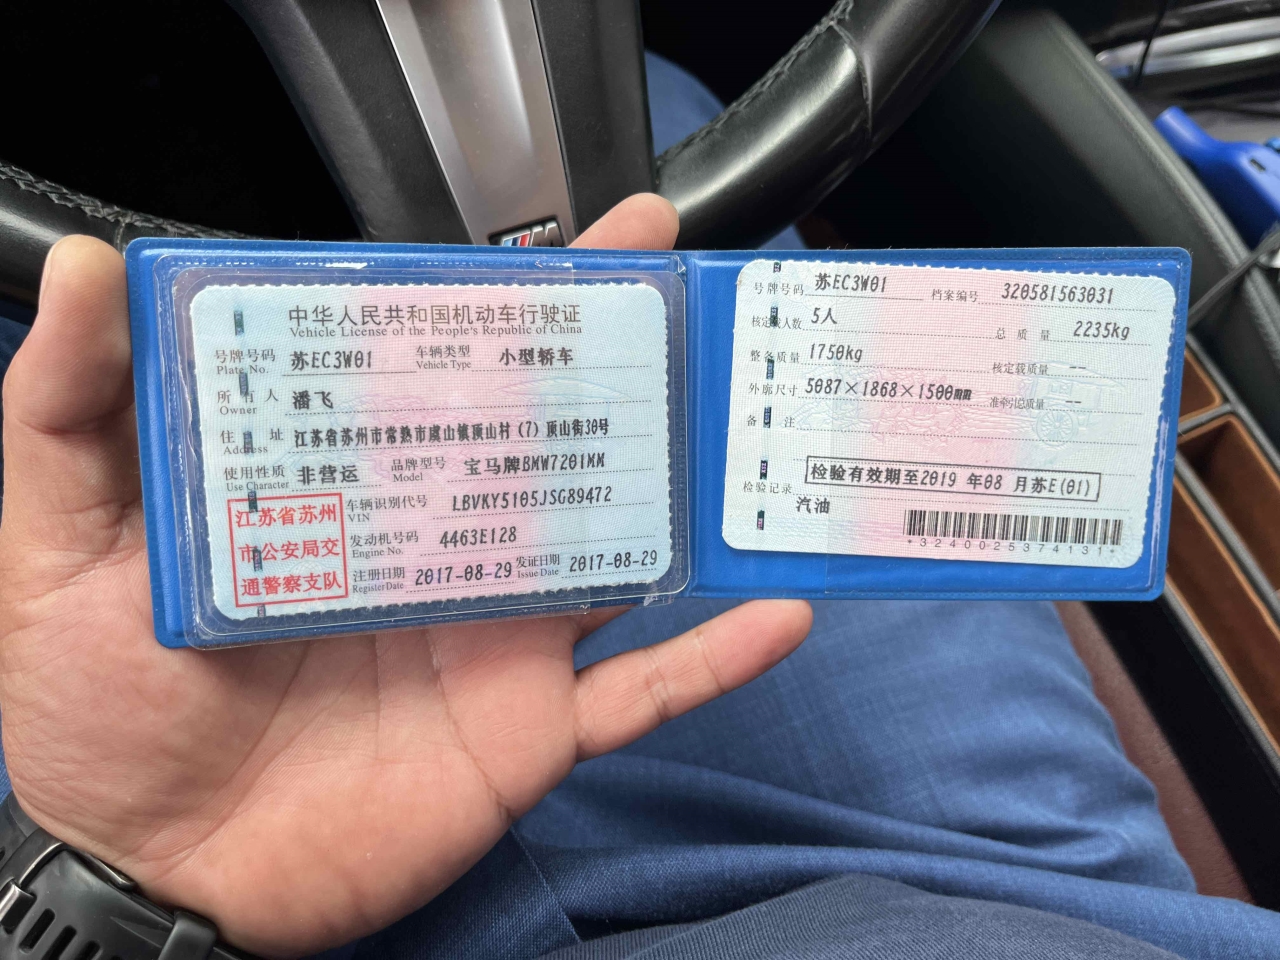 中华人民共和国机动车行驶证
Vehicle License of the People's Republic of China
号牌号码 Plate No. 苏EC3W01 车辆类型 Vehicle Type 小型轿车
所有人 Owner 潘飞
住址 Address 江苏省苏州市常熟市虞山镇顶山村(7)顶山街30号
使用性质 Use Character 非营运 品牌型号 Model 宝马牌BMW7201MM
车辆识别代号 VIN LBVKY5105JSG89472
发动机号码 Engine No. 4463E128
注册日期 Register Date 2017-08-29 发证日期 Issue Date 2017-08-29
江苏省苏州
市公安局交
通警察支队
号牌号码 苏EC3W01 档案编号 320581563031
核定载人数 5人 总质量 2235kg
整备质量 1750kg 核定载质量 --
外廓尺寸 5087×1868×1500mm 准牵引总质量 --
备注
检验有效期至2019 年08 月苏E(01)
检验记录
汽油
*3240025374131*